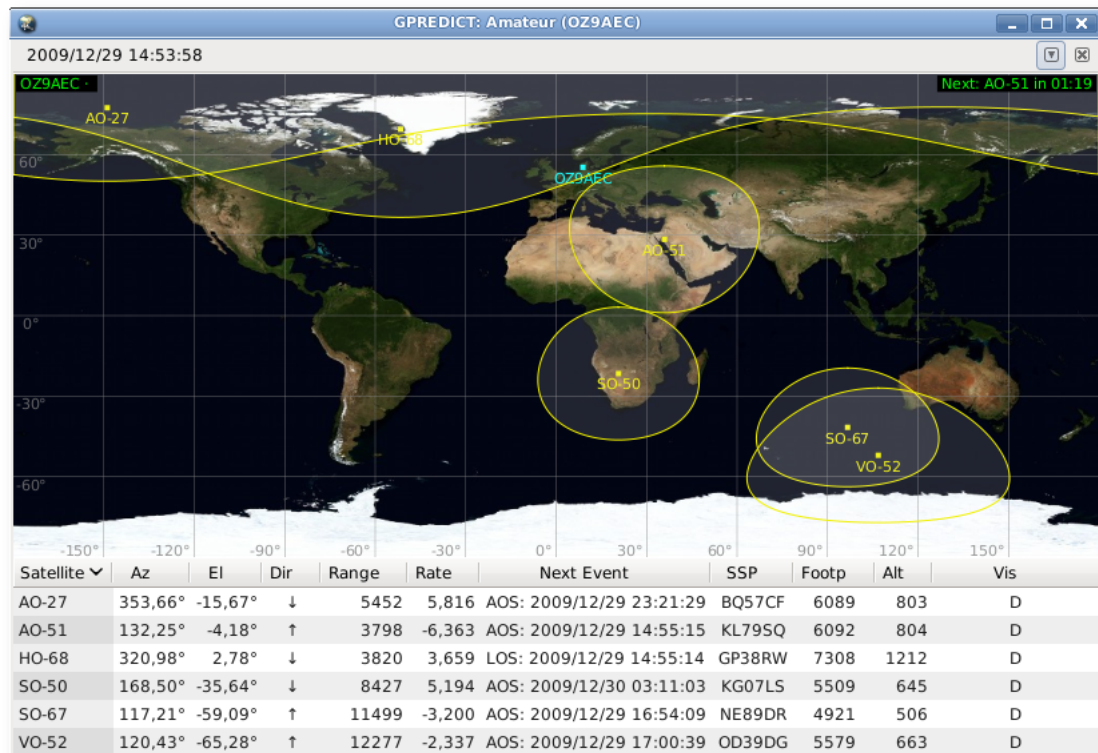 GPREDICT: Amateur (OZ9AEC)
2009/12/29 14:53:58
OZ9AEC · Next: AO-51 in 01:19
AO-27
HO-68
60°
OZ9AEC
30°
AO-51
0°
SO-50
-30°
SO-67
VO-52
-60°
-150° -120° -90° -60° -30° 0° 30° 60° 90° 120° 150°
Satellite Az El Dir Range Rate Next Event SSP Footp Alt Vis
AO-27 353,66° -15,67° ↓ 5452 5,816 AOS: 2009/12/29 23:21:29 BQ57CF 6089 803 D
AO-51 132,25° -4,18° ↑ 3798 -6,363 AOS: 2009/12/29 14:55:15 KL79SQ 6092 804 D
HO-68 320,98° 2,78° ↓ 3820 3,659 LOS: 2009/12/29 14:55:14 GP38RW 7308 1212 D
SO-50 168,50° -35,64° ↓ 8427 5,194 AOS: 2009/12/30 03:11:03 KG07LS 5509 645 D
SO-67 117,21° -59,09° ↑ 11499 -3,200 AOS: 2009/12/29 16:54:09 NE89DR 4921 506 D
VO-52 120,43° -65,28° ↑ 12277 -2,337 AOS: 2009/12/29 17:00:39 OD39DG 5579 663 D